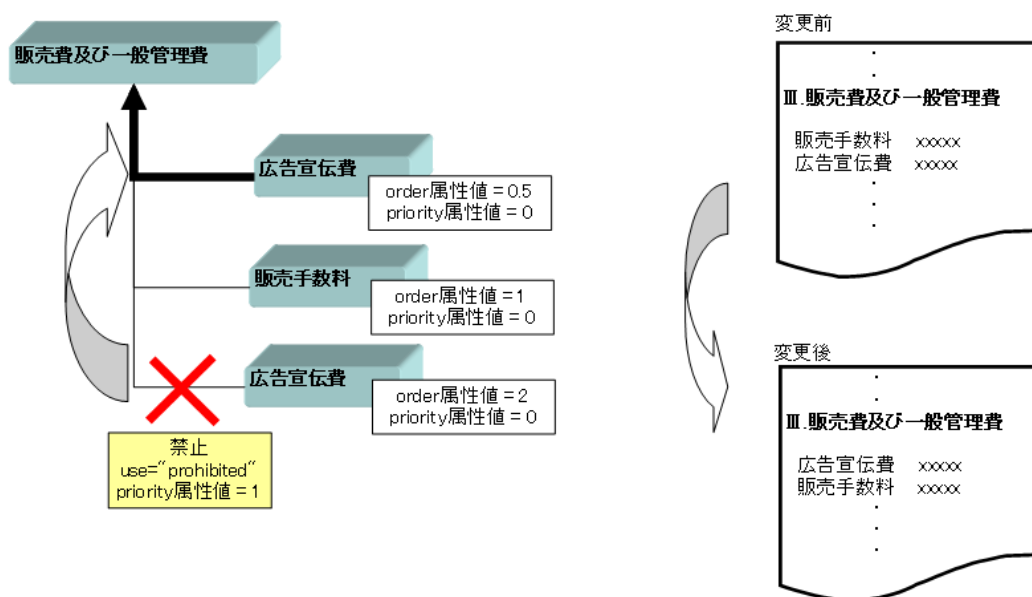 販売費及び一般管理費
広告宣伝費
order属性値=0.5
priority属性値=0
販売手数料
order属性値=1
priority属性値=0
広告宣伝費
order属性値=2
priority属性値=0
禁止
use="prohibited"
priority属性値=1
変更前
Ⅲ.販売費及び一般管理費
販売手数料 xxxxx
広告宣伝費 xxxxx
変更後
Ⅲ.販売費及び一般管理費
広告宣伝費 xxxxx
販売手数料 xxxxx